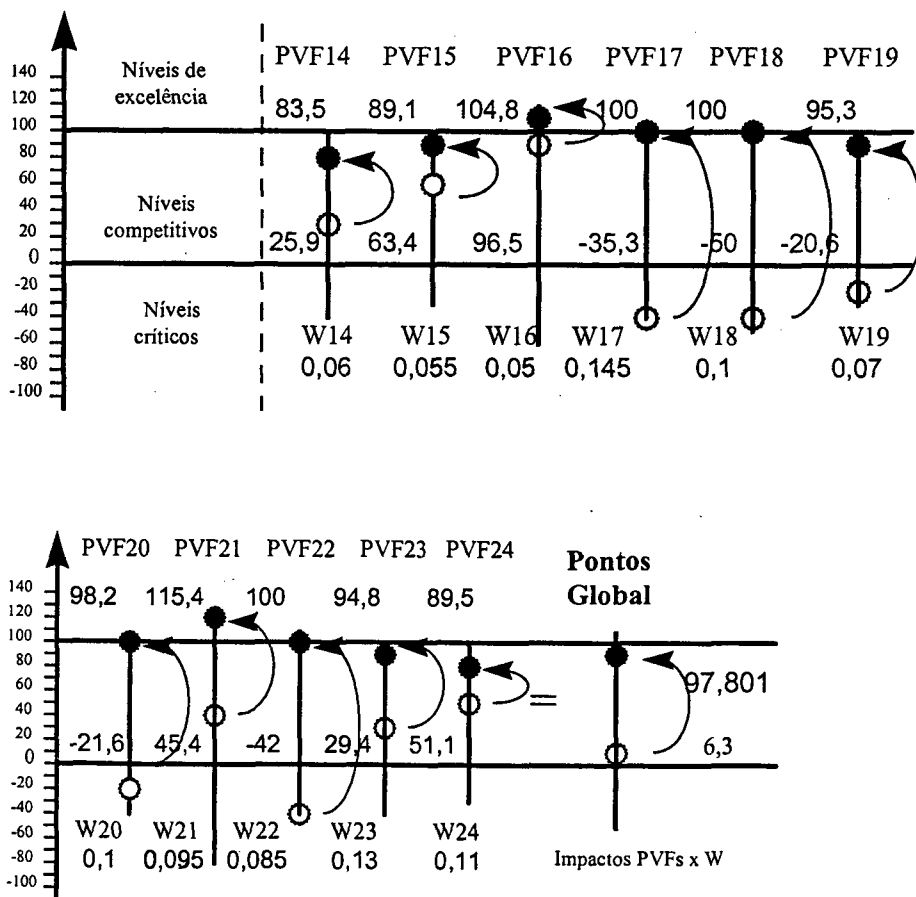 PVF14 PVF15 PVF16 PVF17 PVF18 PVF19
140
120
100
80
60
40
20
0
-20
-40
-60
-80
-100
Níveis de
excelência
83,5 89,1 104,8 100 100 95,3
Níveis
competitivos
25,9 63,4 96,5 -35,3 -50 -20,6
Níveis
críticos
W14 W15 W16 W17 W18 W19
0,06 0,055 0,05 0,145 0,1 0,07
PVF20 PVF21 PVF22 PVF23 PVF24
Pontos
Global
140
120
100
80
60
40
20
0
-20
-40
-60
-80
-100
98,2 115,4 100 94,8 89,5
=
97,801
-21,6 45,4 -42 29,4 51,1 6,3
W20 W21 W22 W23 W24
0,1 0,095 0,085 0,13 0,11
Impactos PVFs x W